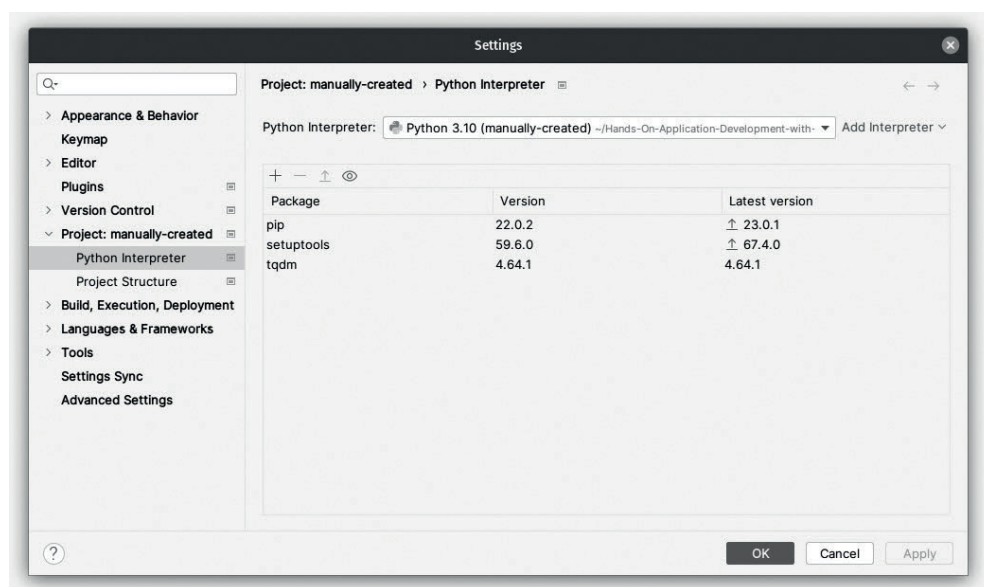 Settings
Q-
Project: manually-created › Python Interpreter
Appearance & Behavior
Keymap
Editor
Plugins
Version Control
Project: manually-created
Python Interpreter
Project Structure
Build, Execution, Deployment
Languages & Frameworks
Tools
Settings Sync
Advanced Settings
Python Interpreter: Python 3.10 (manually-created) ~/Hands-On-Application-Development-with- Add Interpreter
Package Version Latest version
pip 22.0.2 23.0.1
setuptools 59.6.0 67.4.0
tqdm 4.64.1 4.64.1
? OK Cancel Apply